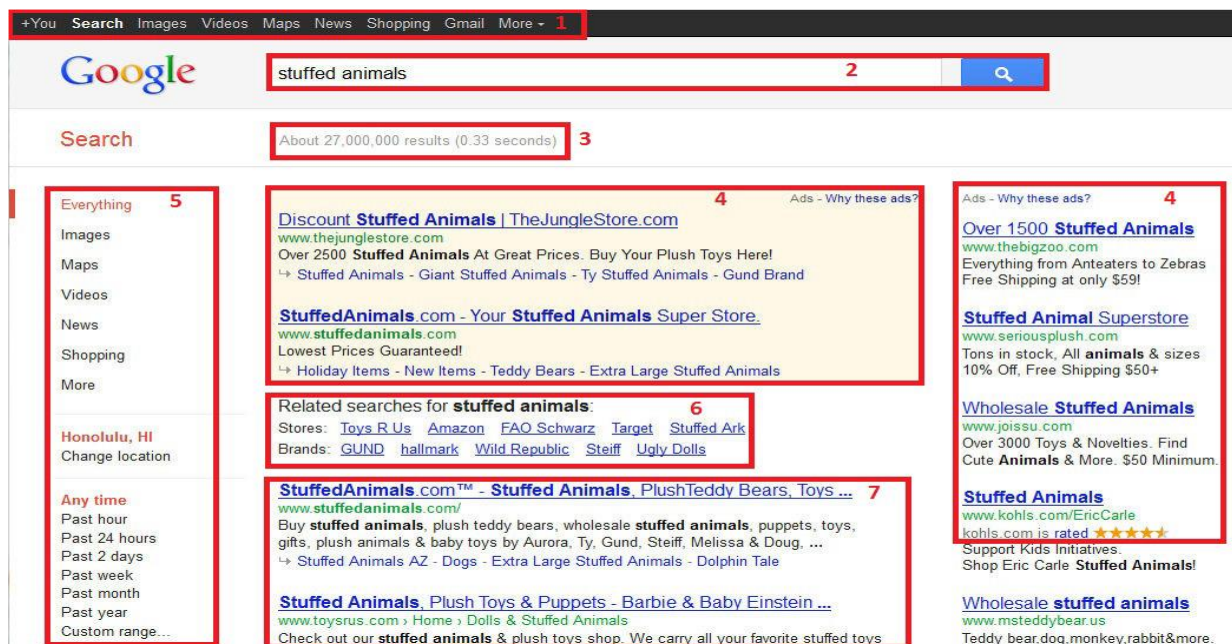 +You Search Images Videos Maps News Shopping Gmail More 1
Google
stuffed animals 2
Search
About 27,000,000 results (0.33 seconds) 3
Everything 5
Images
Maps
Videos
News
Shopping
More
Honolulu, HI
Change location
Any time
Past hour
Past 24 hours
Past 2 days
Past week
Past month
Past year
Custom range...
4 Ads - Why these ads?
Discount Stuffed Animals | TheJungleStore.com
www.thejunglestore.com
Over 2500 Stuffed Animals At Great Prices. Buy Your Plush Toys Here!
Stuffed Animals - Giant Stuffed Animals - Ty Stuffed Animals - Gund Brand
StuffedAnimals.com - Your Stuffed Animals Super Store.
www.stuffedanimals.com
Lowest Prices Guaranteed!
Holiday Items - New Items - Teddy Bears - Extra Large Stuffed Animals
Related searches for stuffed animals: 6
Stores: Toys R Us Amazon FAO Schwarz Target Stuffed Ark
Brands: GUND hallmark Wild Republic Steiff Ugly Dolls
StuffedAnimals.com™ - Stuffed Animals, PlushTeddy Bears, Toys ... 7
www.stuffedanimals.com/
Buy stuffed animals, plush teddy bears, wholesale stuffed animals, puppets, toys,
gifts, plush animals & baby toys by Aurora, Ty, Gund, Steiff, Melissa & Doug, ...
Stuffed Animals AZ - Dogs - Extra Large Stuffed Animals - Dolphin Tale
Stuffed Animals, Plush Toys & Puppets - Barbie & Baby Einstein ...
www.toysrus.com › Home › Dolls & Stuffed Animals
Check out our stuffed animals & plush toys shop. We carry all your favorite stuffed toys
Ads - Why these ads? 4
Over 1500 Stuffed Animals
www.thebigzoo.com
Everything from Anteaters to Zebras
Free Shipping at only $59!
Stuffed Animal Superstore
www.seriousplush.com
Tons in stock, All animals & sizes
10% Off, Free Shipping $50+
Wholesale Stuffed Animals
www.joissu.com
Over 3000 Toys & Novelties. Find
Cute Animals & More. $50 Minimum.
Stuffed Animals
www.kohls.com/EricCarle
kohls.com is rated
Support Kids Initiatives.
Shop Eric Carle Stuffed Animals!
Wholesale stuffed animals
www.msteddybear.us
Teddy bear,dog,monkey,rabbit&more.